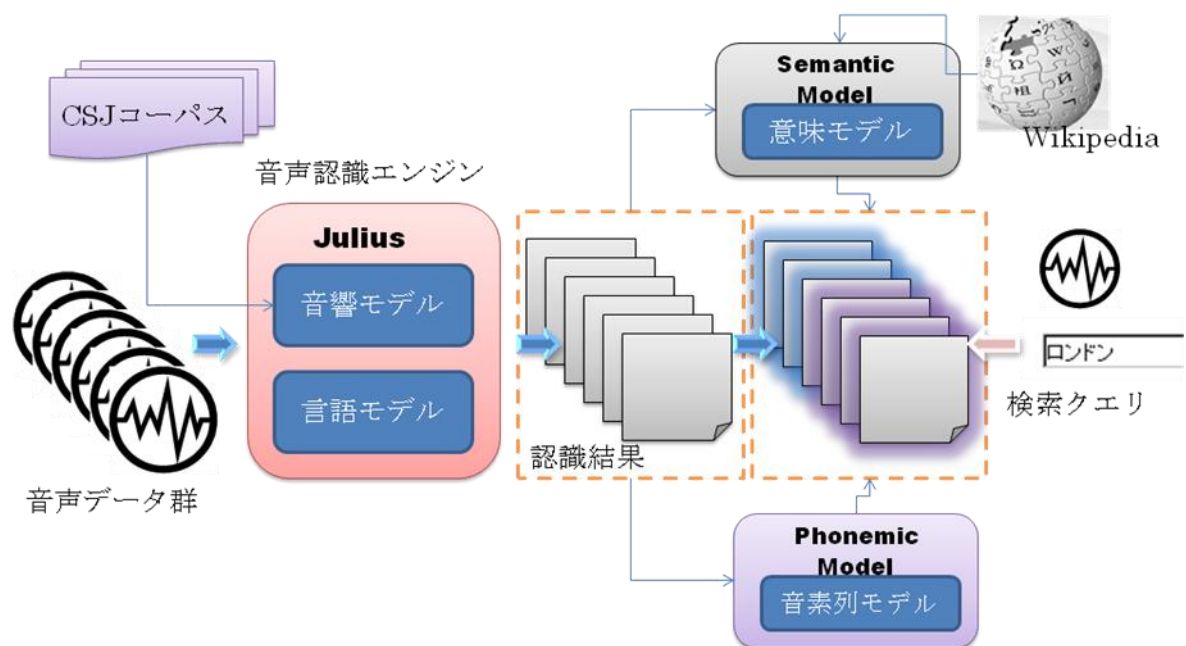 CSJコーパス
音声認識エンジン
Julius
音響モデル
言語モデル
音声データ群
認識結果
Semantic
Model
意味モデル
Wikipedia
ロンドン
検索クエリ
Phonemic
Model
音素列モデル